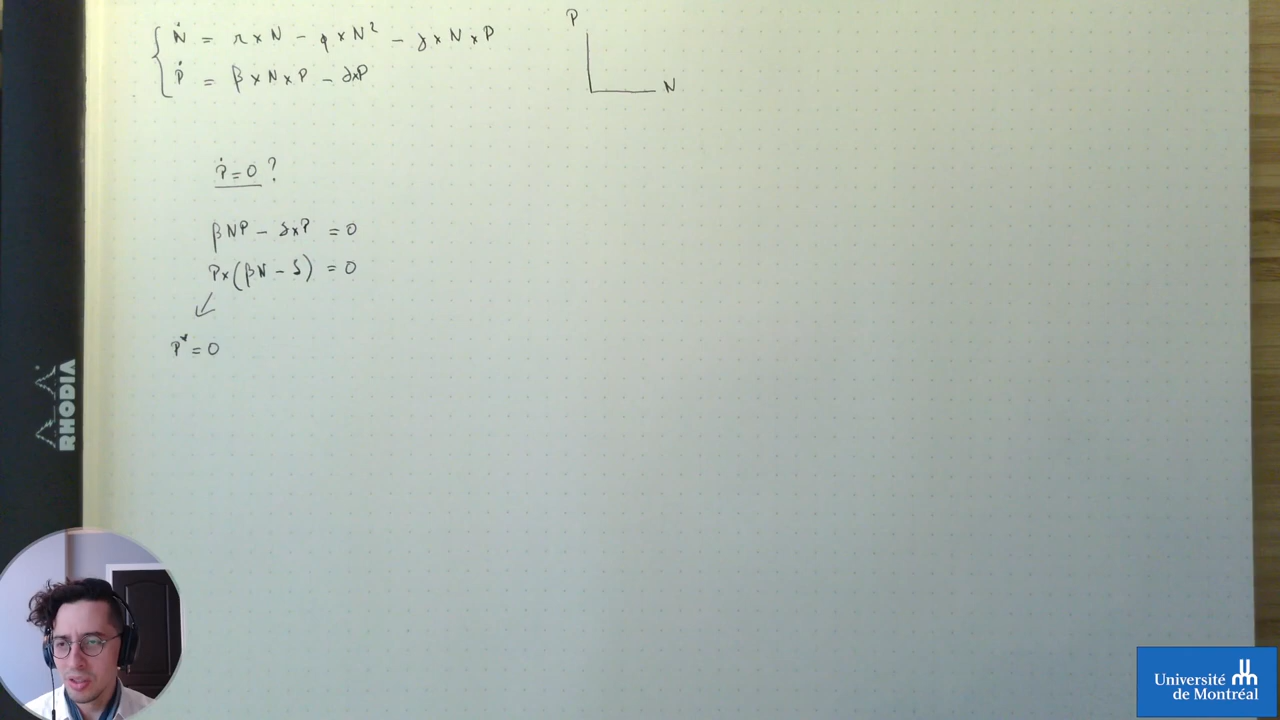 Ṅ = r × N − q × N² − γ × N × P
Ṗ = β × N × P − δ×P
P
N
Ṗ = 0 ?
βNP − δ×P = 0
P×(βN − δ) = 0
P* = 0
RHODIA
Université
de Montréal